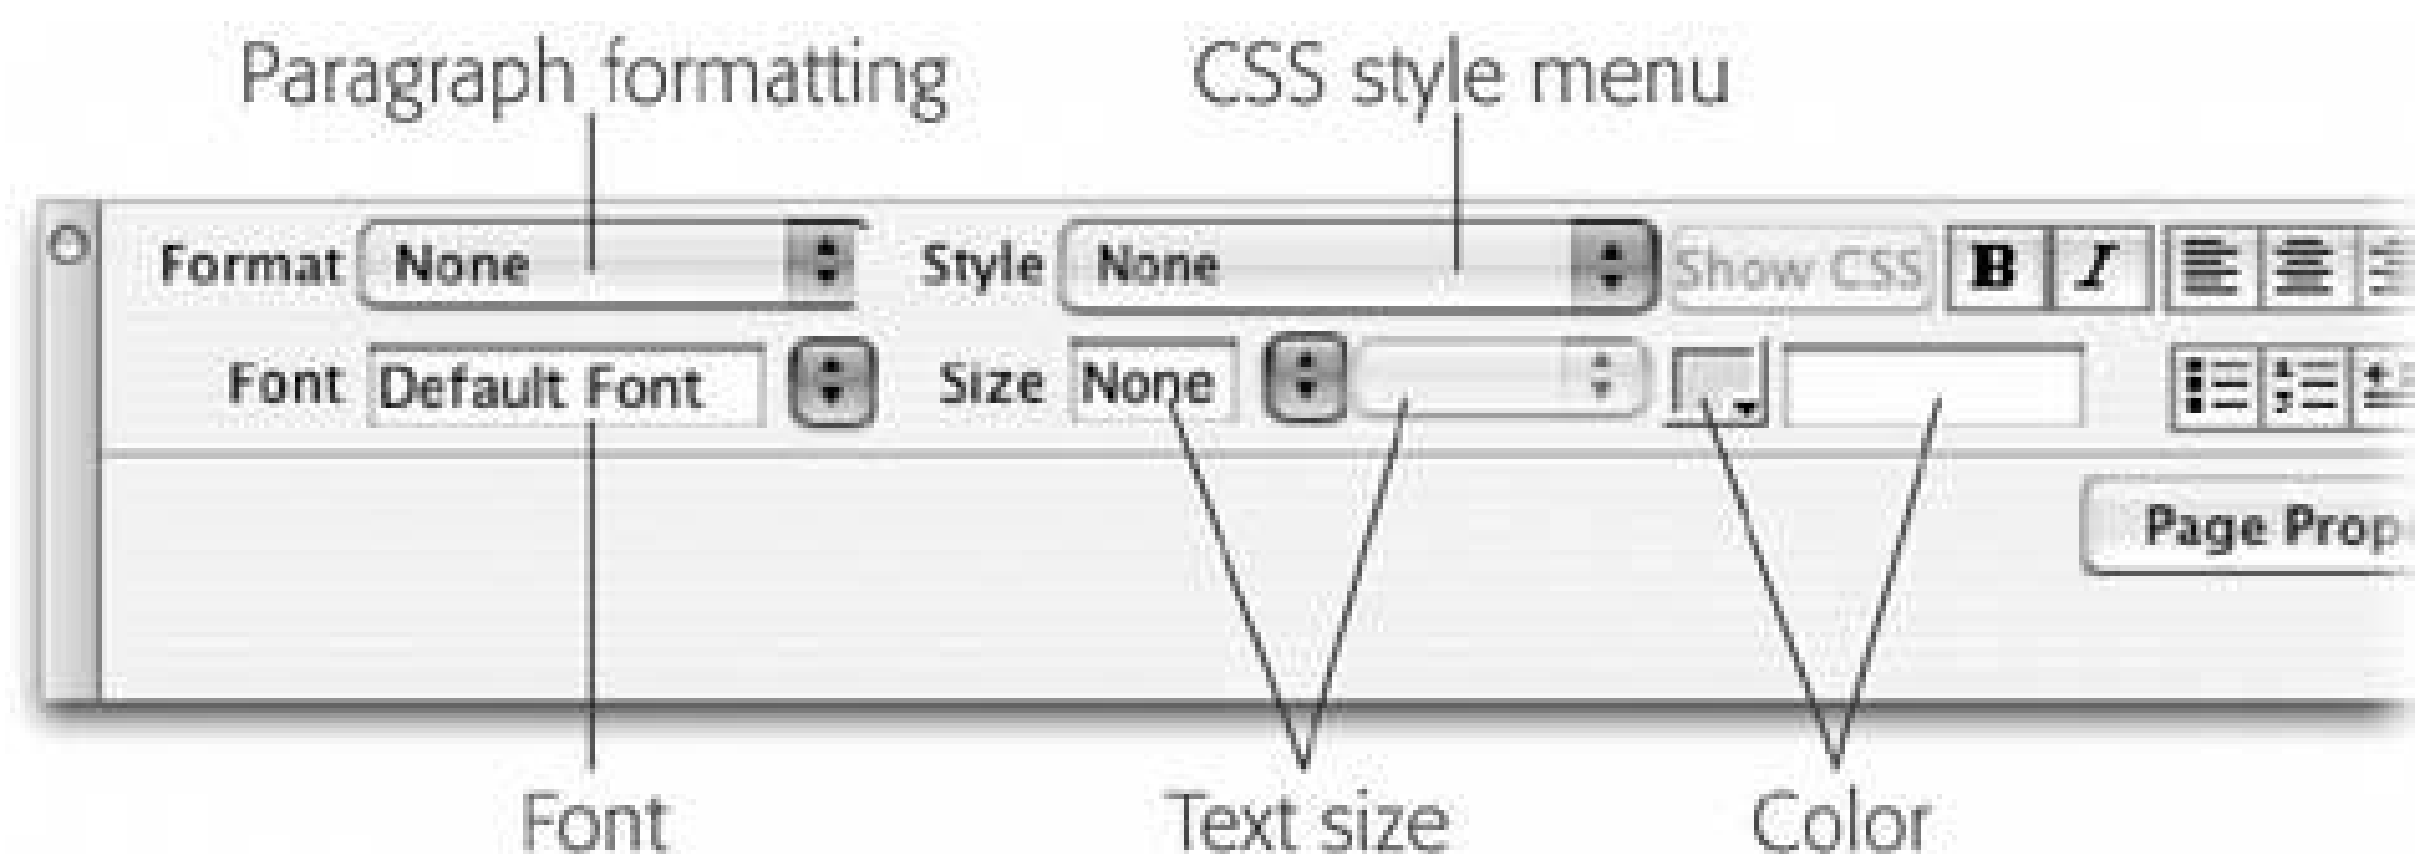 Paragraph formatting CSS style menu
Format None Style None Show CSS B I
Font Default Font Size None
Page Prop
Font Text size Color